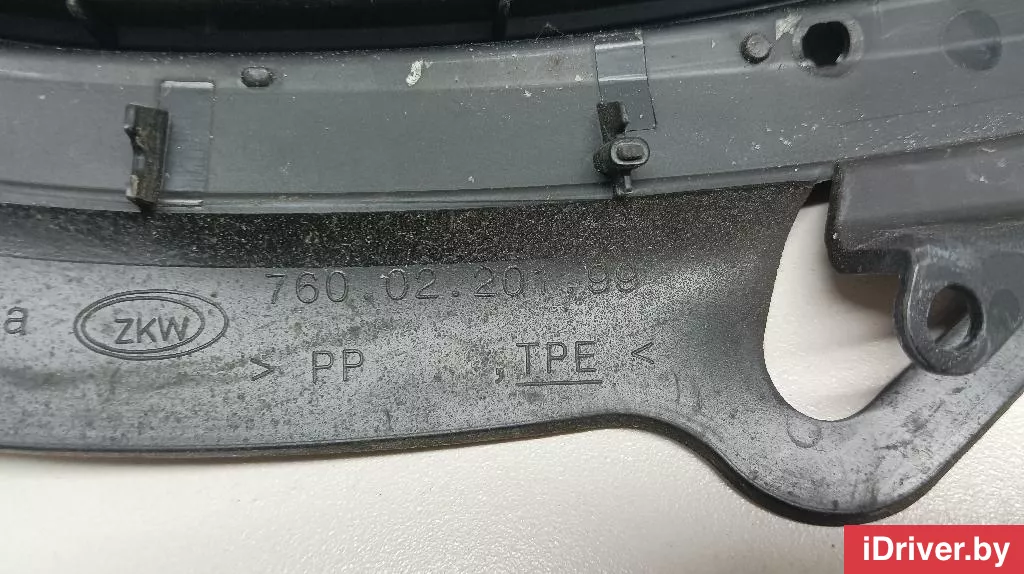 760.02.201.99
a ZKW
> PP , TPE <
iDriver.by